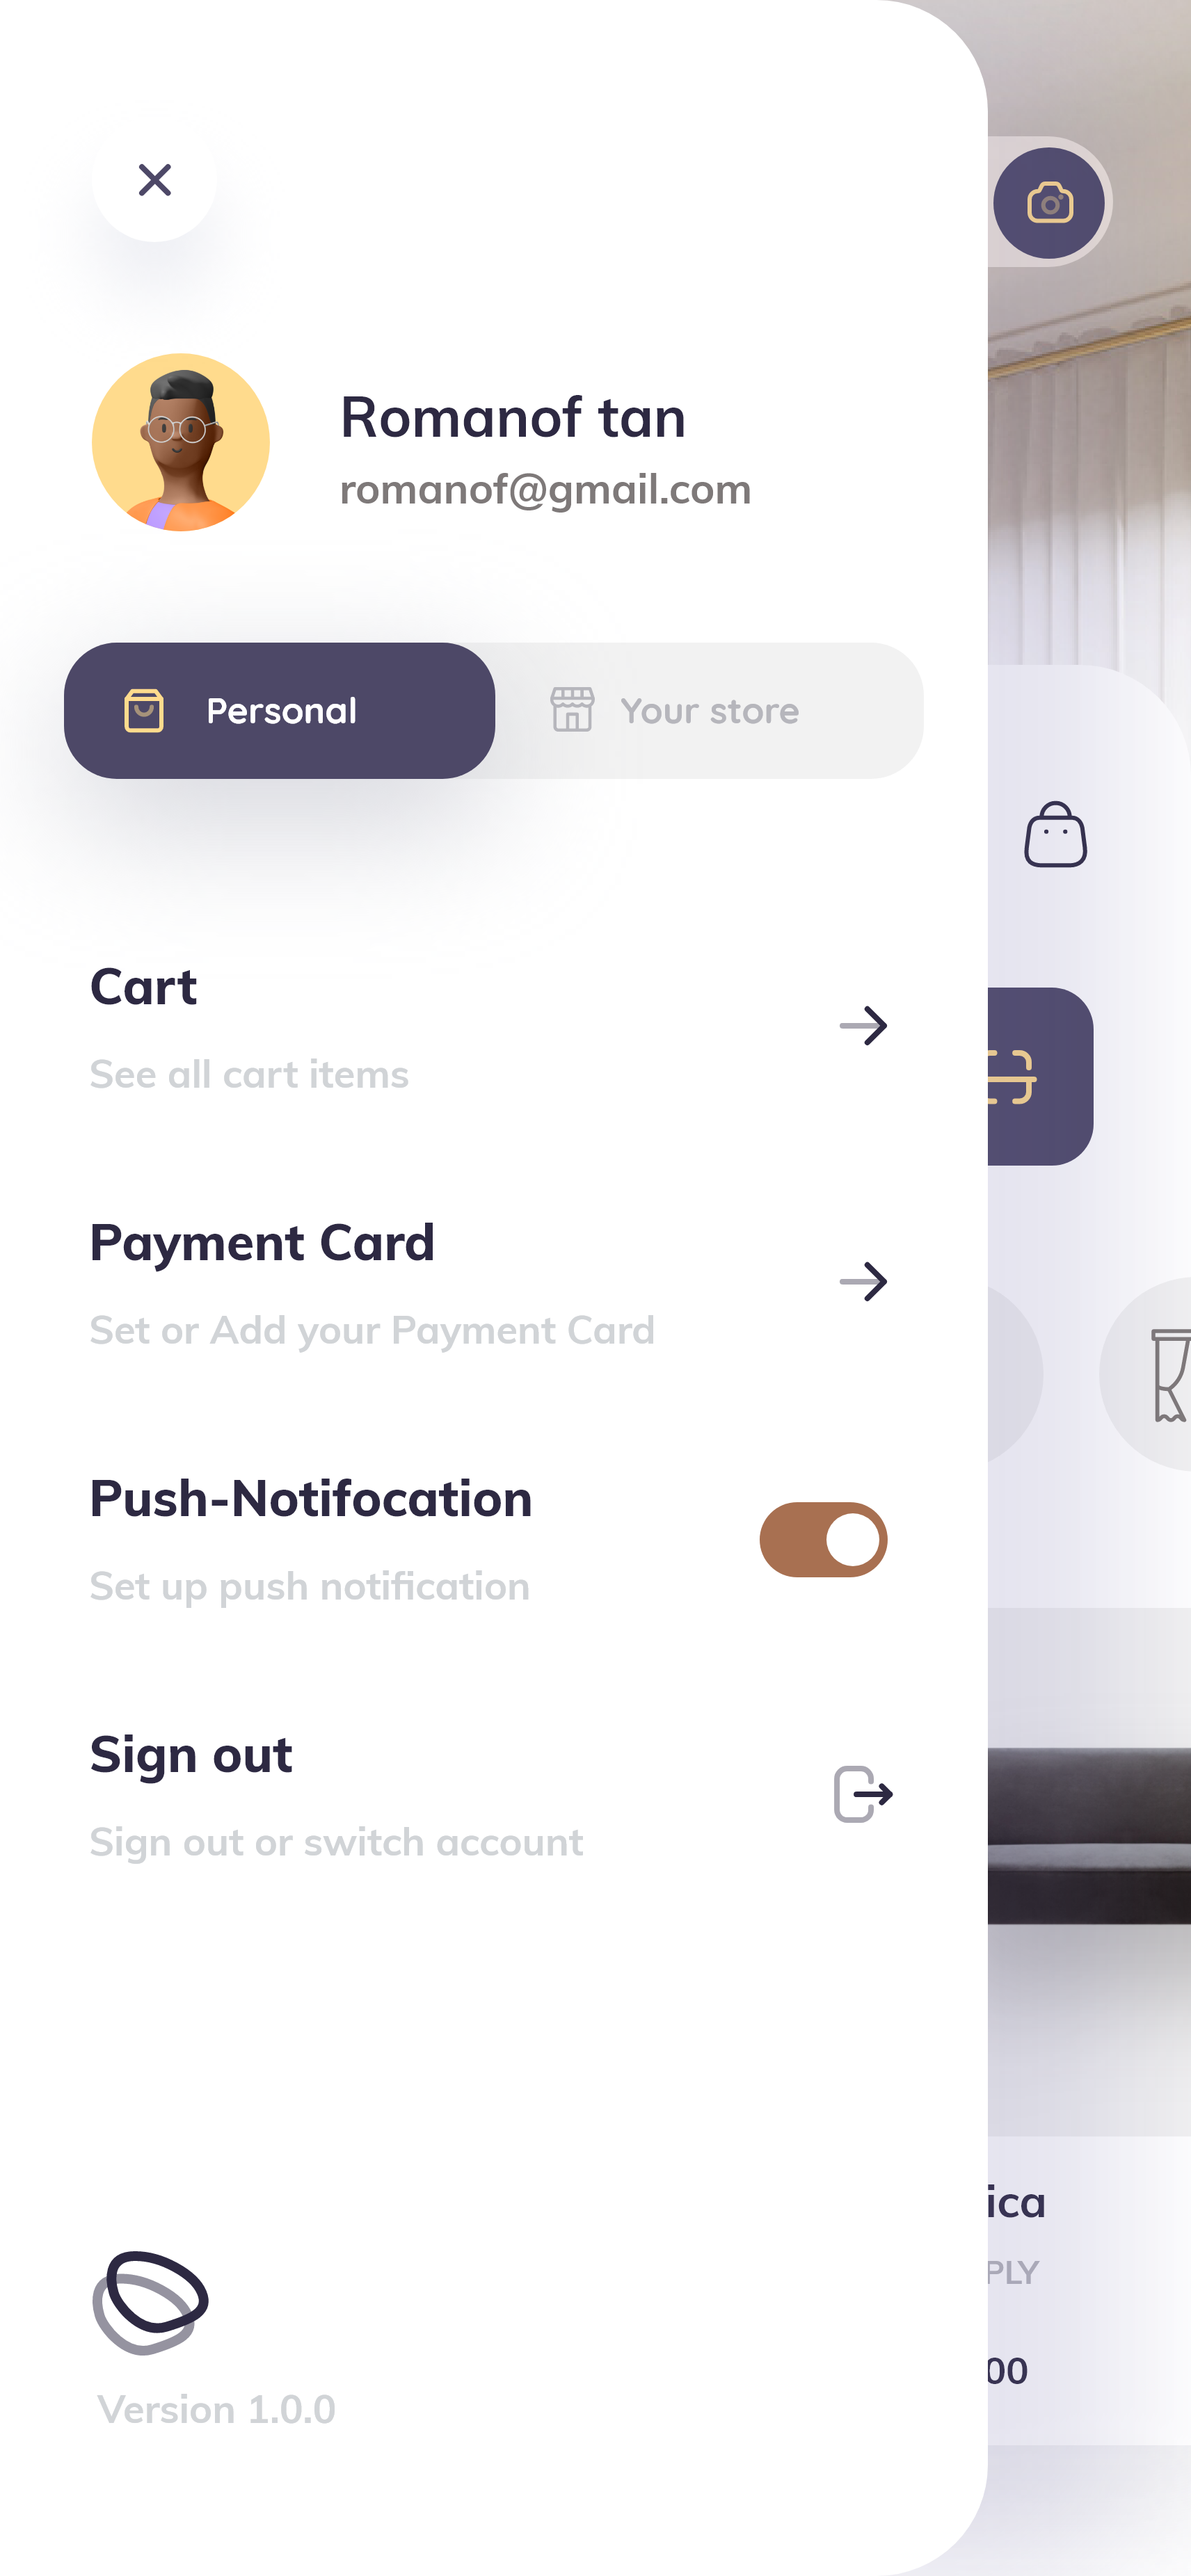 Romanof tan
romanof@gmail.com
Personal
Your store
Cart
See all cart items
Payment Card
Set or Add your Payment Card
Push-Notifocation
Set up push notification
Sign out
Sign out or switch account
ica
PLY
00
Version 1.0.0